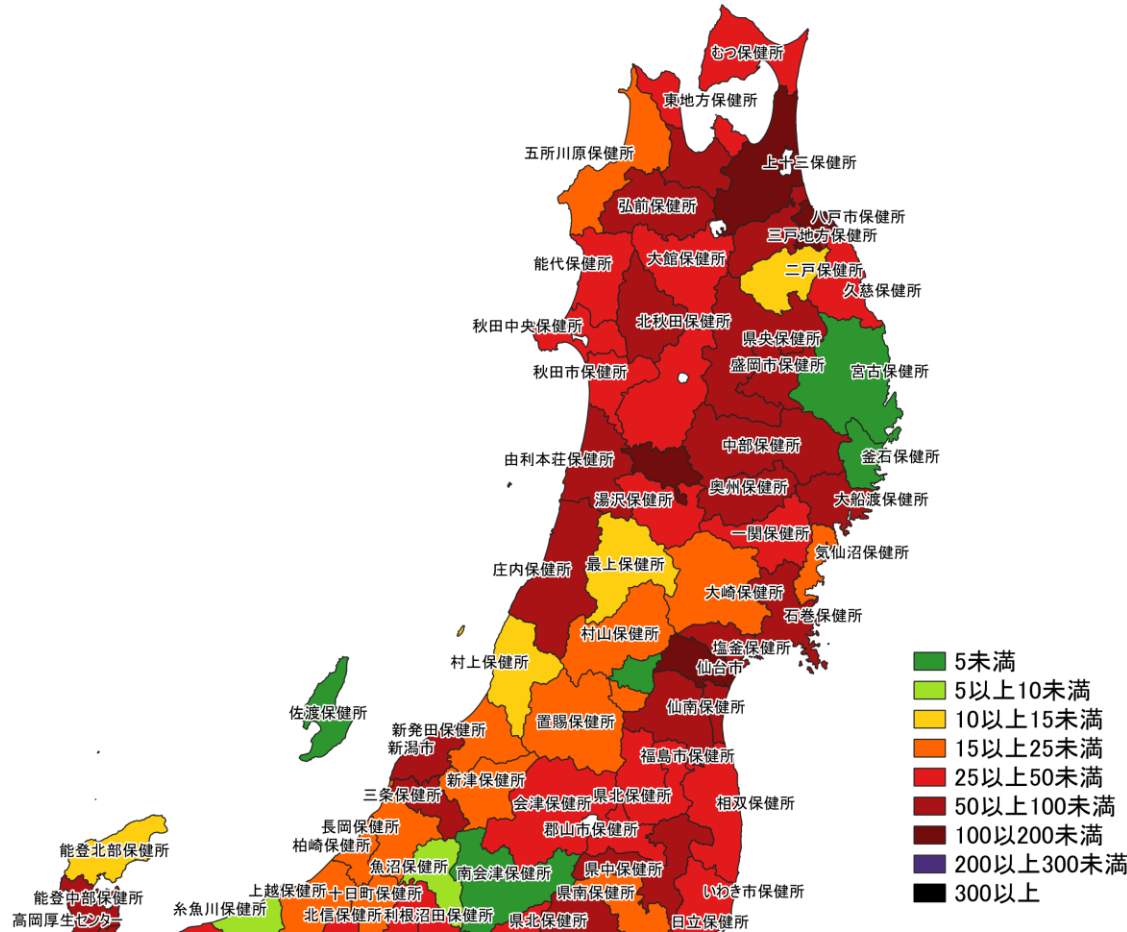 むつ保健所
東地方保健所
五所川原保健所
上十三保健所
弘前保健所
八戸市保健所
三戸地方保健所
能代保健所
大館保健所
二戸保健所
久慈保健所
秋田中央保健所
北秋田保健所
県央保健所
盛岡市保健所
秋田市保健所
宮古保健所
中部保健所
由利本荘保健所
釜石保健所
奥州保健所
湯沢保健所
大船渡保健所
一関保健所
気仙沼保健所
庄内保健所
最上保健所
大崎保健所
石巻保健所
村山保健所
塩釜保健所
仙台市
村上保健所
仙南保健所
佐渡保健所
置賜保健所
新発田保健所
新潟市
福島市保健所
新津保健所
三条保健所
会津保健所
県北保健所
相双保健所
長岡保健所
郡山市保健所
柏崎保健所
能登北部保健所
魚沼保健所
南会津保健所
県中保健所
上越保健所
十日町保健所
県南保健所
いわき市保健所
能登中部保健所
糸魚川保健所
高岡厚生センター
北信保健所
利根沼田保健所
県北保健所
日立保健所
5未満
5以上10未満
10以上15未満
15以上25未満
25以上50未満
50以上100未満
100以200未満
200以上300未満
300以上